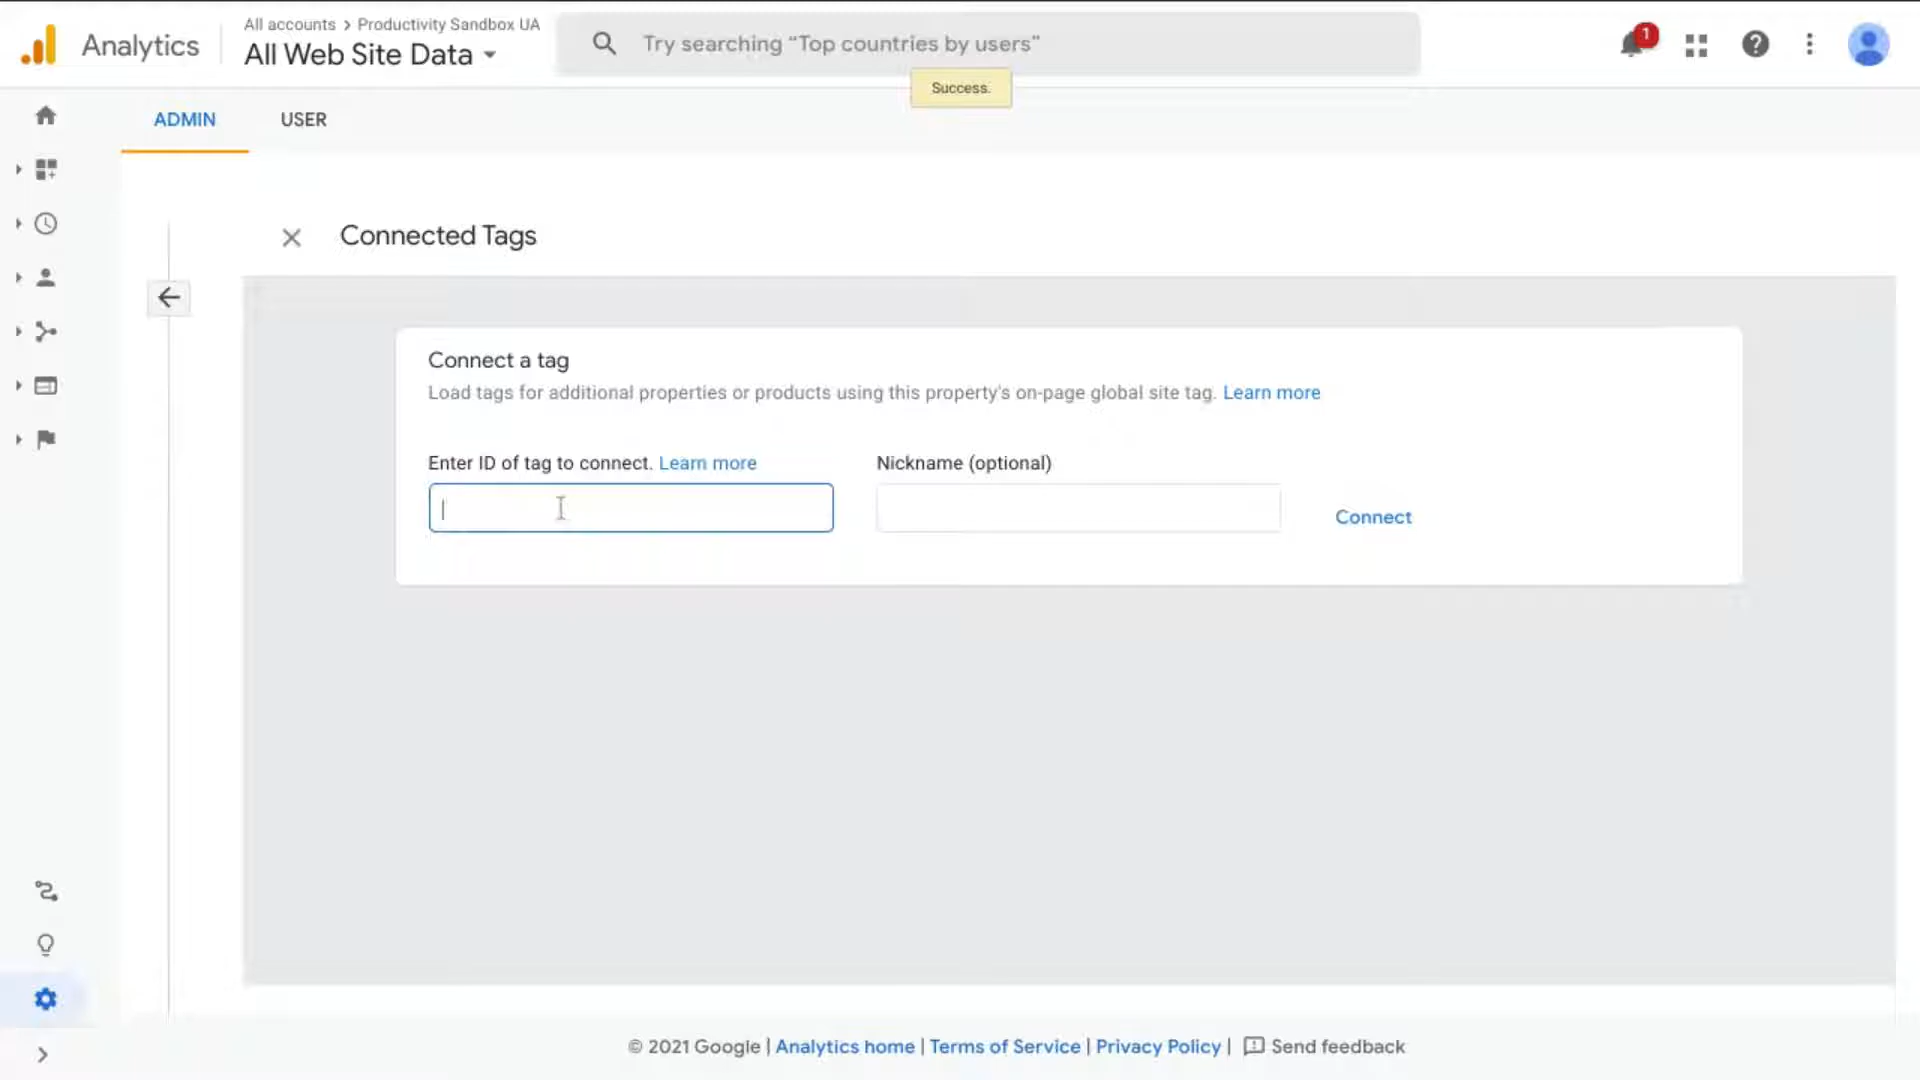 Analytics
All accounts > Productivity Sandbox UA
All Web Site Data
Try searching “Top countries by users”
1
Success.
ADMIN
USER
Connected Tags
Connect a tag
Load tags for additional properties or products using this property's on-page global site tag. Learn more
Enter ID of tag to connect. Learn more
Nickname (optional)
Connect
© 2021 Google | Analytics home | Terms of Service | Privacy Policy | Send feedback